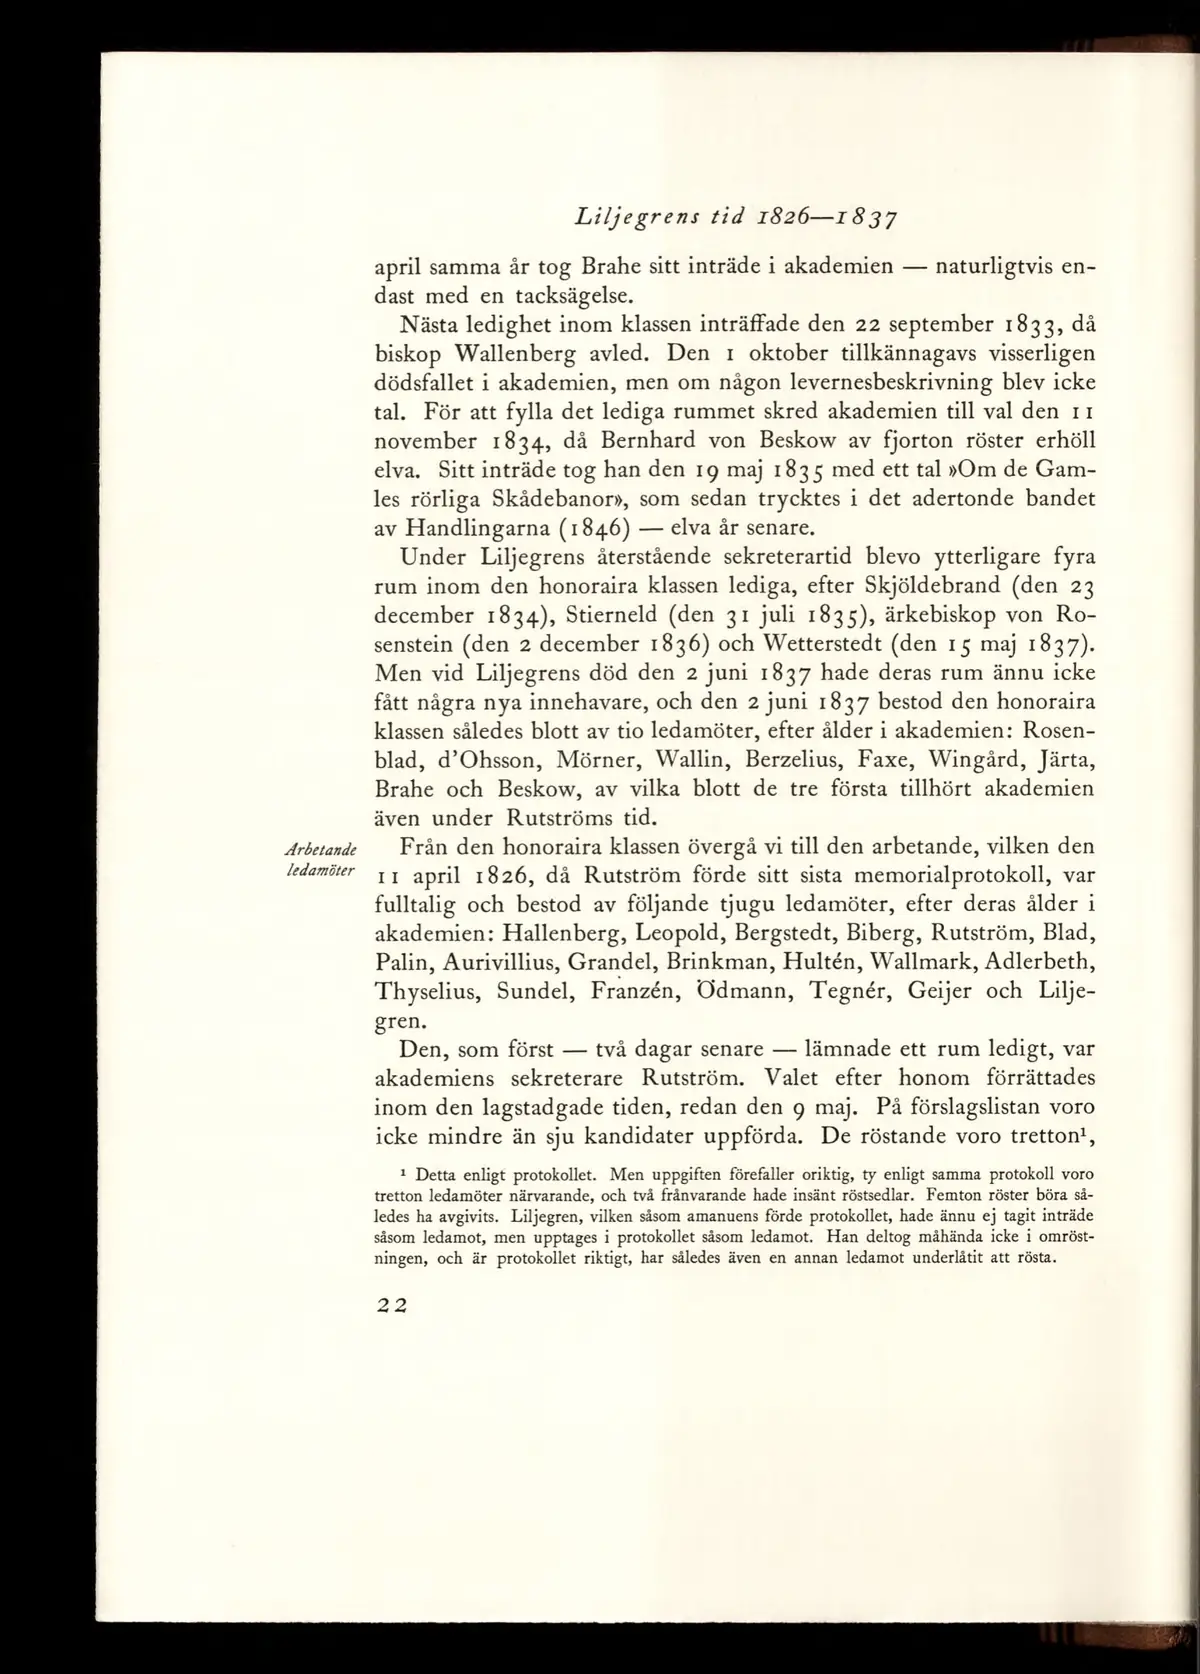 Liljegrens tid 1826—1837
april samma år tog Brahe sitt inträde i akademien — naturligtvis en-
dast med en tacksägelse.
Nästa ledighet inom klassen inträffade den 22 september 1833, då
biskop Wallenberg avled. Den 1 oktober tillkännagavs visserligen
dödsfallet i akademien, men om någon levernesbeskrivning blev icke
tal. För att fylla det lediga rummet skred akademien till val den 11
november 1834, då Bernhard von Beskow av fjorton röster erhöll
elva. Sitt inträde tog han den 19 maj 1835 med ett tal »Om de Gam-
les rörliga Skådebanor», som sedan trycktes i det adertonde bandet
av Handlingarna (1846) — elva år senare.
Under Liljegrens återstående sekreterartid blevo ytterligare fyra
rum inom den honoraira klassen lediga, efter Skjöldebrand (den 23
december 1834), Stierneld (den 31 juli 1835), ärkebiskop von Ro-
senstein (den 2 december 1836) och Wetterstedt (den 15 maj 1837).
Men vid Liljegrens död den 2 juni 1837 hade deras rum ännu icke
fått några nya innehavare, och den 2 juni 1837 bestod den honoraira
klassen således blott av tio ledamöter, efter ålder i akademien: Rosen-
blad, d'Ohsson, Mörner, Wallin, Berzelius, Faxe, Wingård, Järta,
Brahe och Beskow, av vilka blott de tre första tillhört akademien
även under Rutströms tid.
Arbetande
ledamöter
Från den honoraira klassen övergå vi till den arbetande, vilken den
11 april 1826, då Rutström förde sitt sista memorialprotokoll, var
fulltalig och bestod av följande tjugu ledamöter, efter deras ålder i
akademien: Hallenberg, Leopold, Bergstedt, Biberg, Rutström, Blad,
Palin, Aurivillius, Grandel, Brinkman, Hultén, Wallmark, Adlerbeth,
Thyselius, Sundel, Franzén, Ödmann, Tegnér, Geijer och Lilje-
gren.
Den, som först — två dagar senare — lämnade ett rum ledigt, var
akademiens sekreterare Rutström. Valet efter honom förrättades
inom den lagstadgade tiden, redan den 9 maj. På förslagslistan voro
icke mindre än sju kandidater uppförda. De röstande voro tretton¹,
¹ Detta enligt protokollet. Men uppgiften förefaller oriktig, ty enligt samma protokoll voro
tretton ledamöter närvarande, och två frånvarande hade insänt röstsedlar. Femton röster böra så-
ledes ha avgivits. Liljegren, vilken såsom amanuens förde protokollet, hade ännu ej tagit inträde
såsom ledamot, men upptages i protokollet såsom ledamot. Han deltog måhända icke i omröst-
ningen, och är protokollet riktigt, har således även en annan ledamot underlåtit att rösta.
22